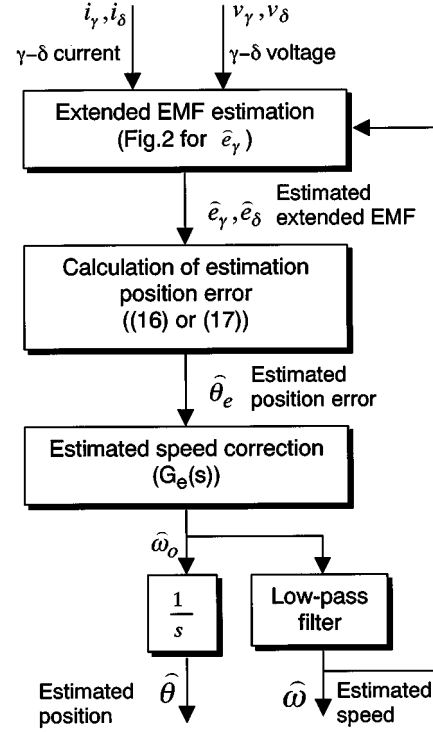 i_γ, i_δ
v_γ, v_δ
γ–δ current
γ–δ voltage
Extended EMF estimation
(Fig.2 for ê_γ)
ê_γ, ê_δ
Estimated
extended EMF
Calculation of estimation
position error
((16) or (17))
θ̂_e
Estimated
position error
Estimated speed correction
(G_e(s))
ω̂_o
1
s
Low-pass
filter
Estimated
position
θ̂
ω̂
Estimated
speed